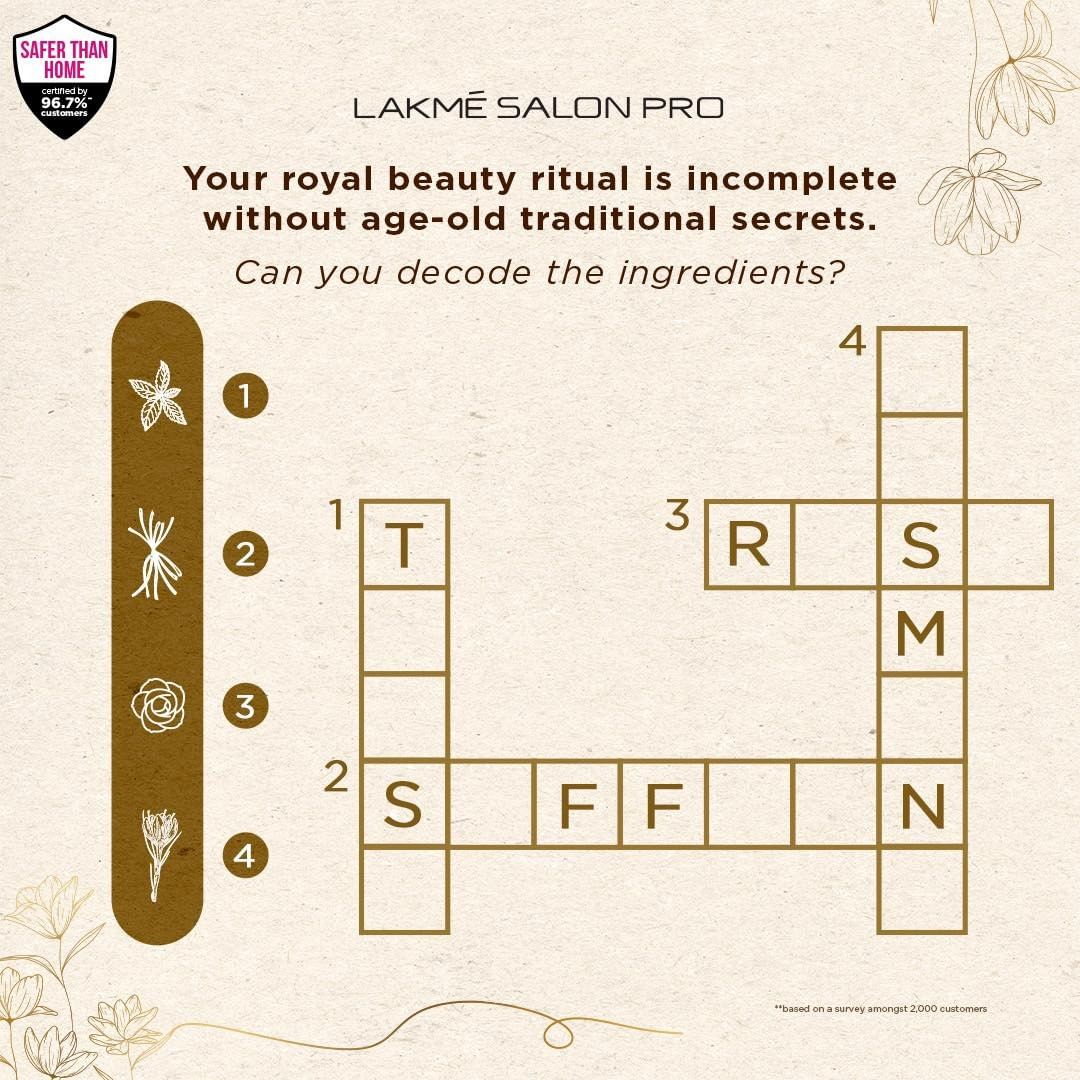 SAFER THAN
HOME
certified by
96.7%**
customers
LAKMÉ SALON PRO
Your royal beauty ritual is incomplete
without age-old traditional secrets.
Can you decode the ingredients?
1
2
3
4
4
1 T
3 R S
M
2 S F F N
**based on a survey amongst 2,000 customers